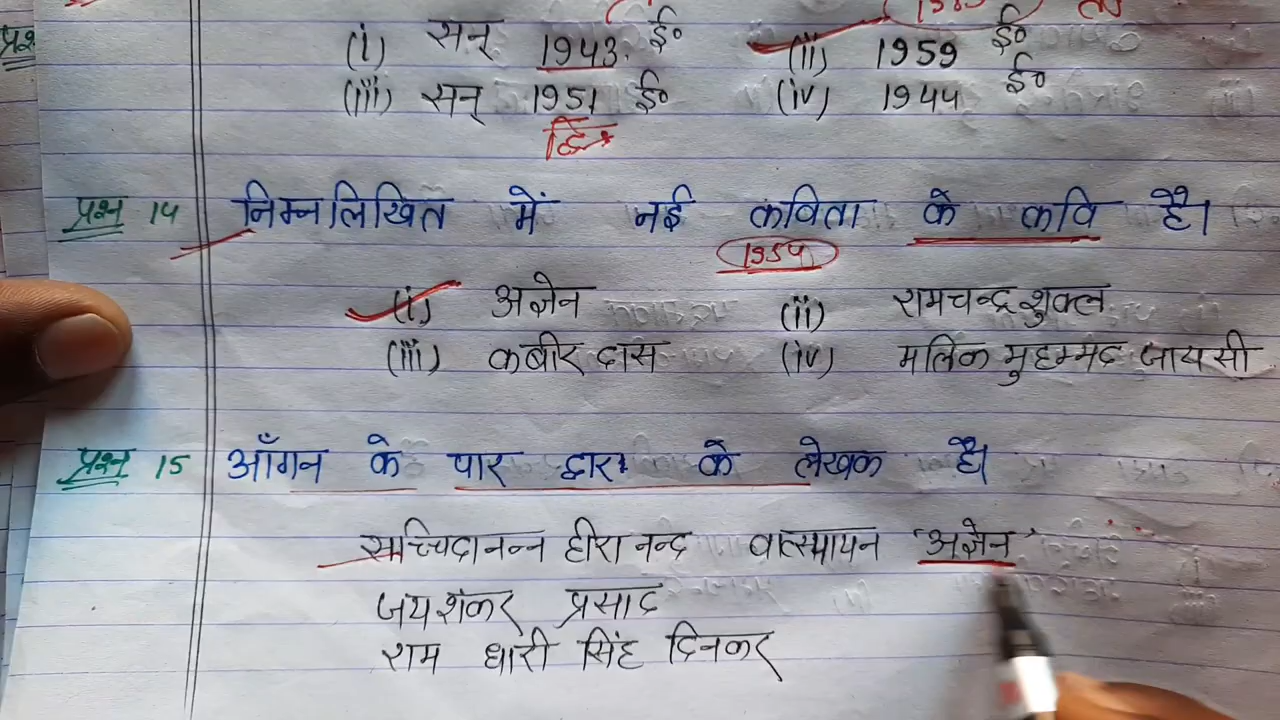 (i) सन् 1943 ई० (ii) 1959 ई०
(iii) सन् 1951 ई० (iv) 1944 ई०
द्वि
प्रश्न 14 निम्नलिखित में नई कविता के कवि है।
1954
(i) अज्ञेन (ii) रामचन्द्र शुक्ल
(iii) कबीर दास (iv) मलिक मुहम्मद जायसी
प्रश्न 15 आँगन के पार द्वार के लेखक है।
सच्चिदानन्न हीरा नन्द वात्स्यायन 'अज्ञेन'
जयशंकर प्रसाद
राम धारी सिंह दिनकर